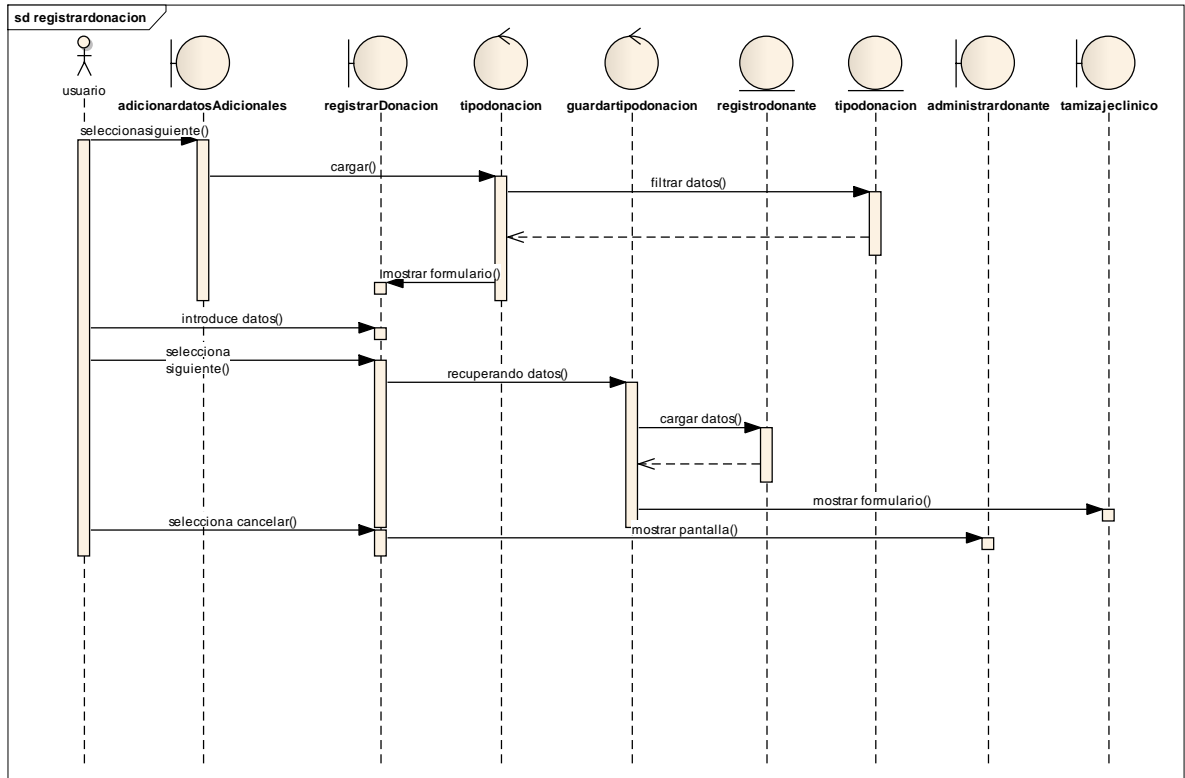 sd registrardonacion
usuario
adicionardatosAdicionales
registrarDonacion
tipodonacion
guardartipodonacion
registrodonante
tipodonacion
administrardonante
tamizajeclinico
seleccionasiguiente()
cargar()
filtrar datos()
mostrar formulario()
introduce datos()
selecciona
siguiente()
recuperando datos()
cargar datos()
mostrar formulario()
selecciona cancelar()
mostrar pantalla()